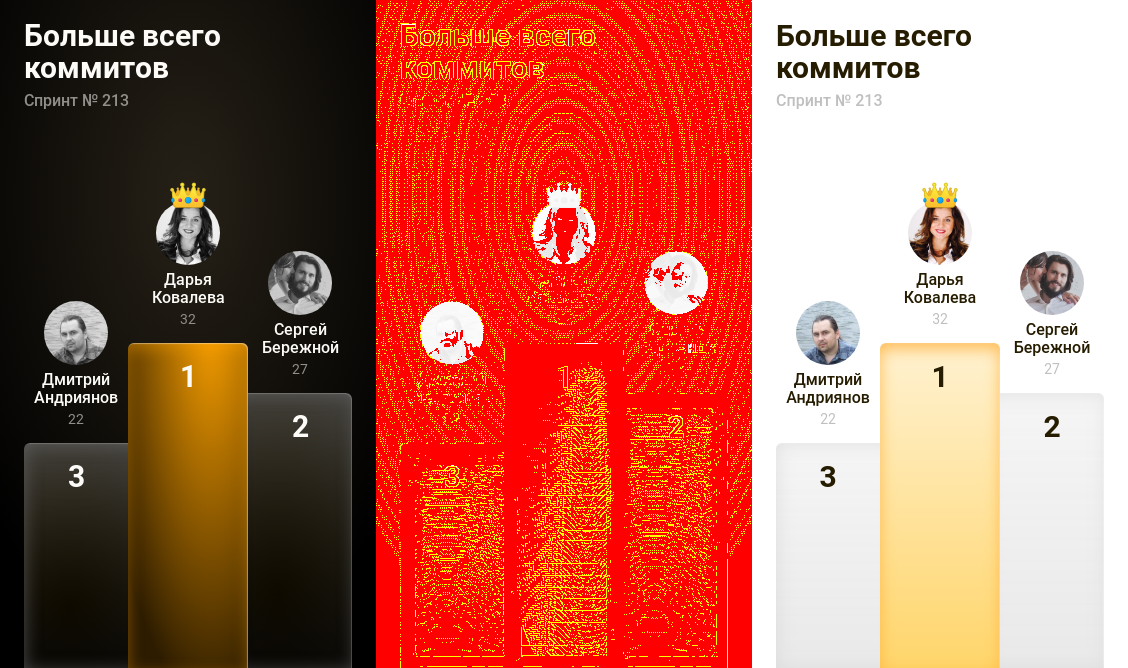 Больше всего
коммитов
Спринт № 213
Дарья
Ковалева
32
Сергей
Бережной
27
Дмитрий
Андриянов
22
1
2
3
Больше всего
коммитов
1
2
3
Больше всего
коммитов
Спринт № 213
Дарья
Ковалева
32
Сергей
Бережной
27
Дмитрий
Андриянов
22
1
2
3